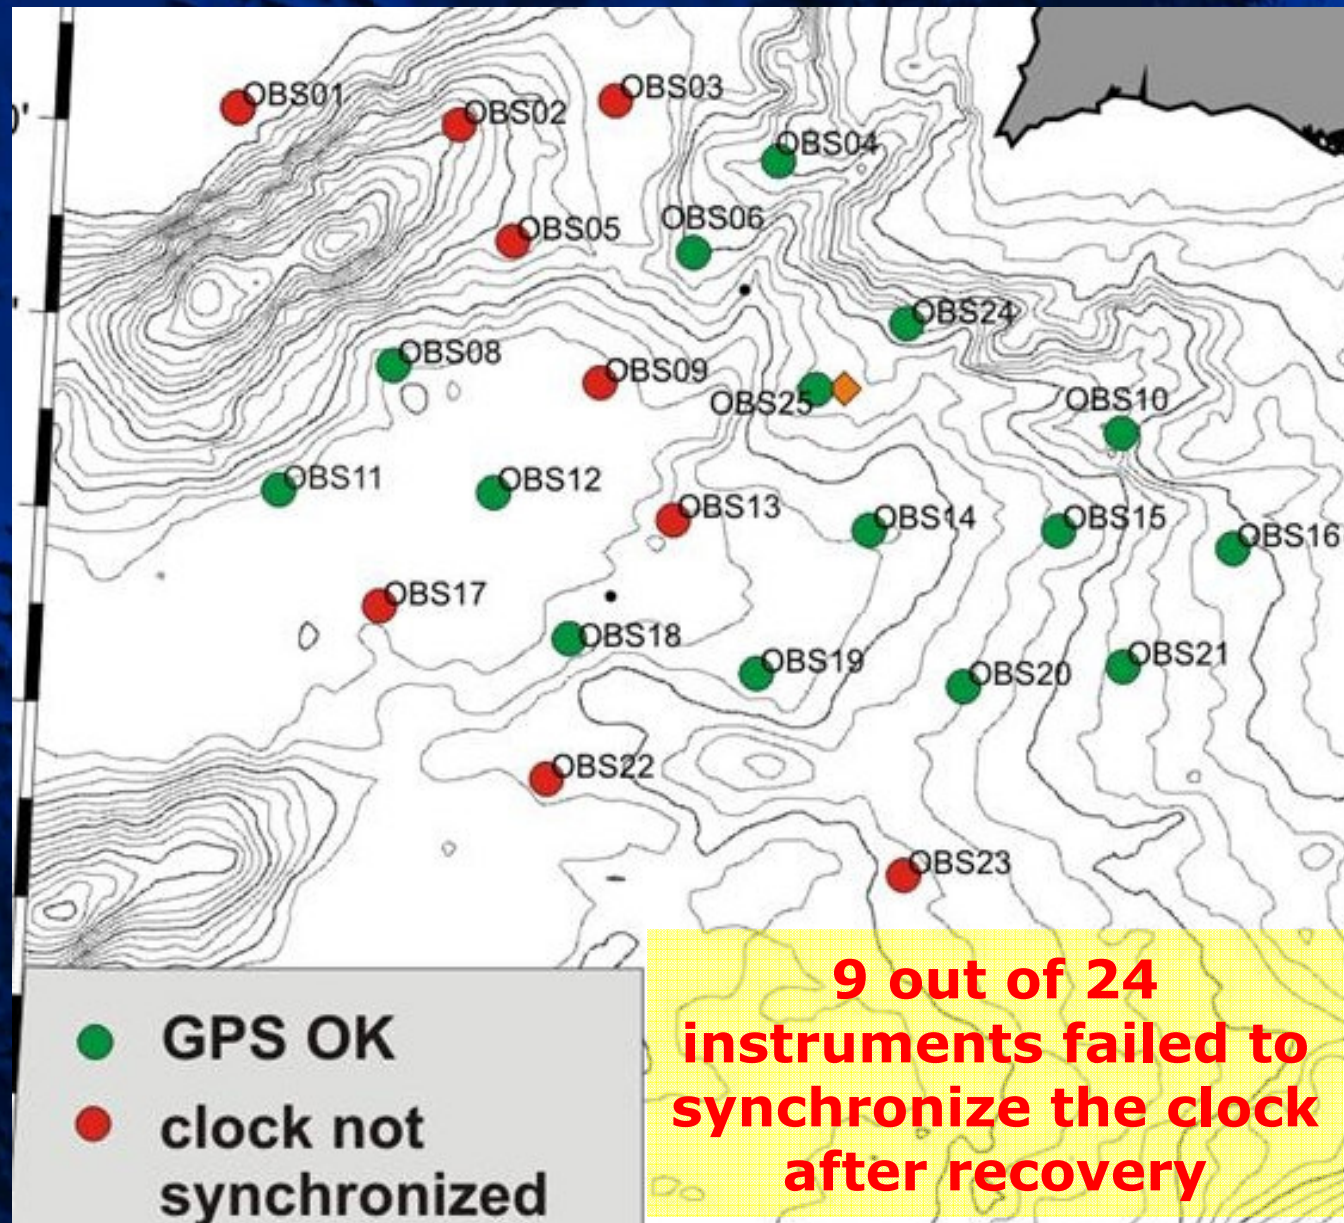 OBS01
OBS02
OBS03
OBS04
OBS05
OBS06
OBS24
OBS08
OBS09
OBS25
OBS10
OBS11
OBS12
OBS13
OBS14
OBS15
OBS16
OBS17
OBS18
OBS19
OBS20
OBS21
OBS22
OBS23
GPS OK
clock not
synchronized
9 out of 24
instruments failed to
synchronize the clock
after recovery